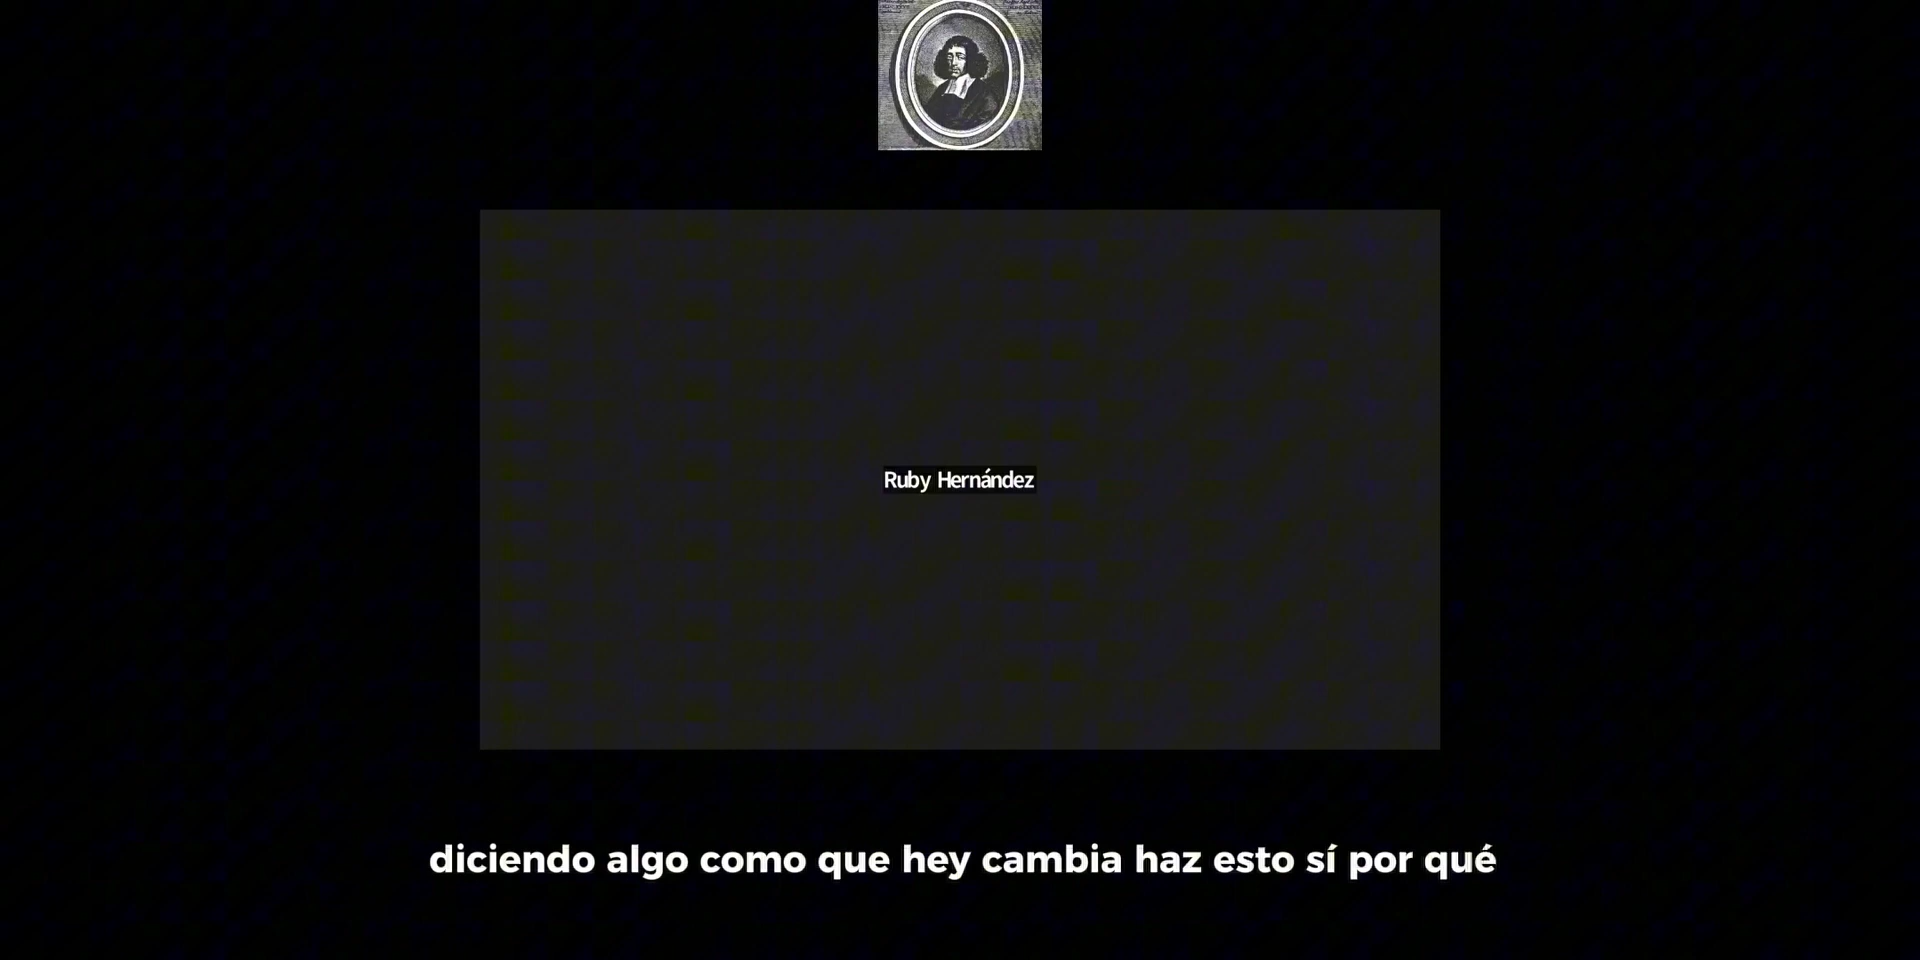 Ruby Hernández
diciendo algo como que hey cambia haz esto sí por qué